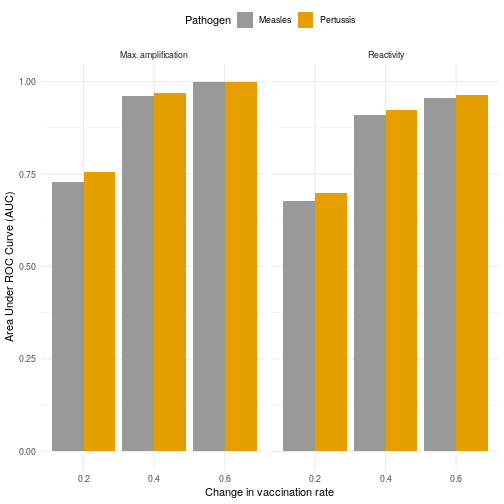 Pathogen Measles Pertussis
Max. amplification Reactivity
1.00
0.75
0.50
0.25
0.00
Area Under ROC Curve (AUC)
0.2 0.4 0.6 0.2 0.4 0.6
Change in vaccination rate